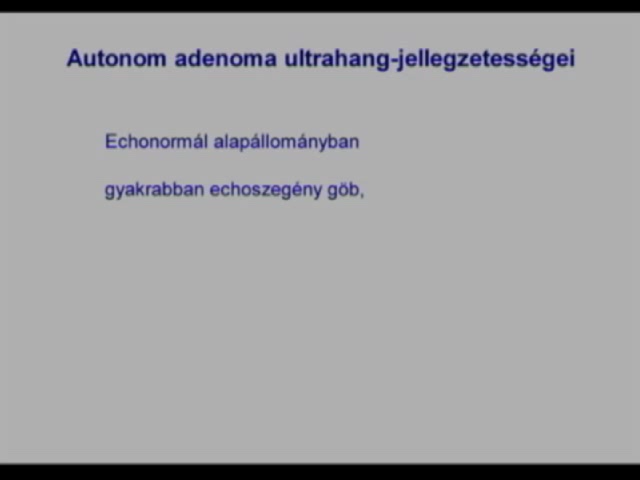 Autonom adenoma ultrahang-jellegzetességei
Echonormál alapállományban
gyakrabban echoszegény göb,